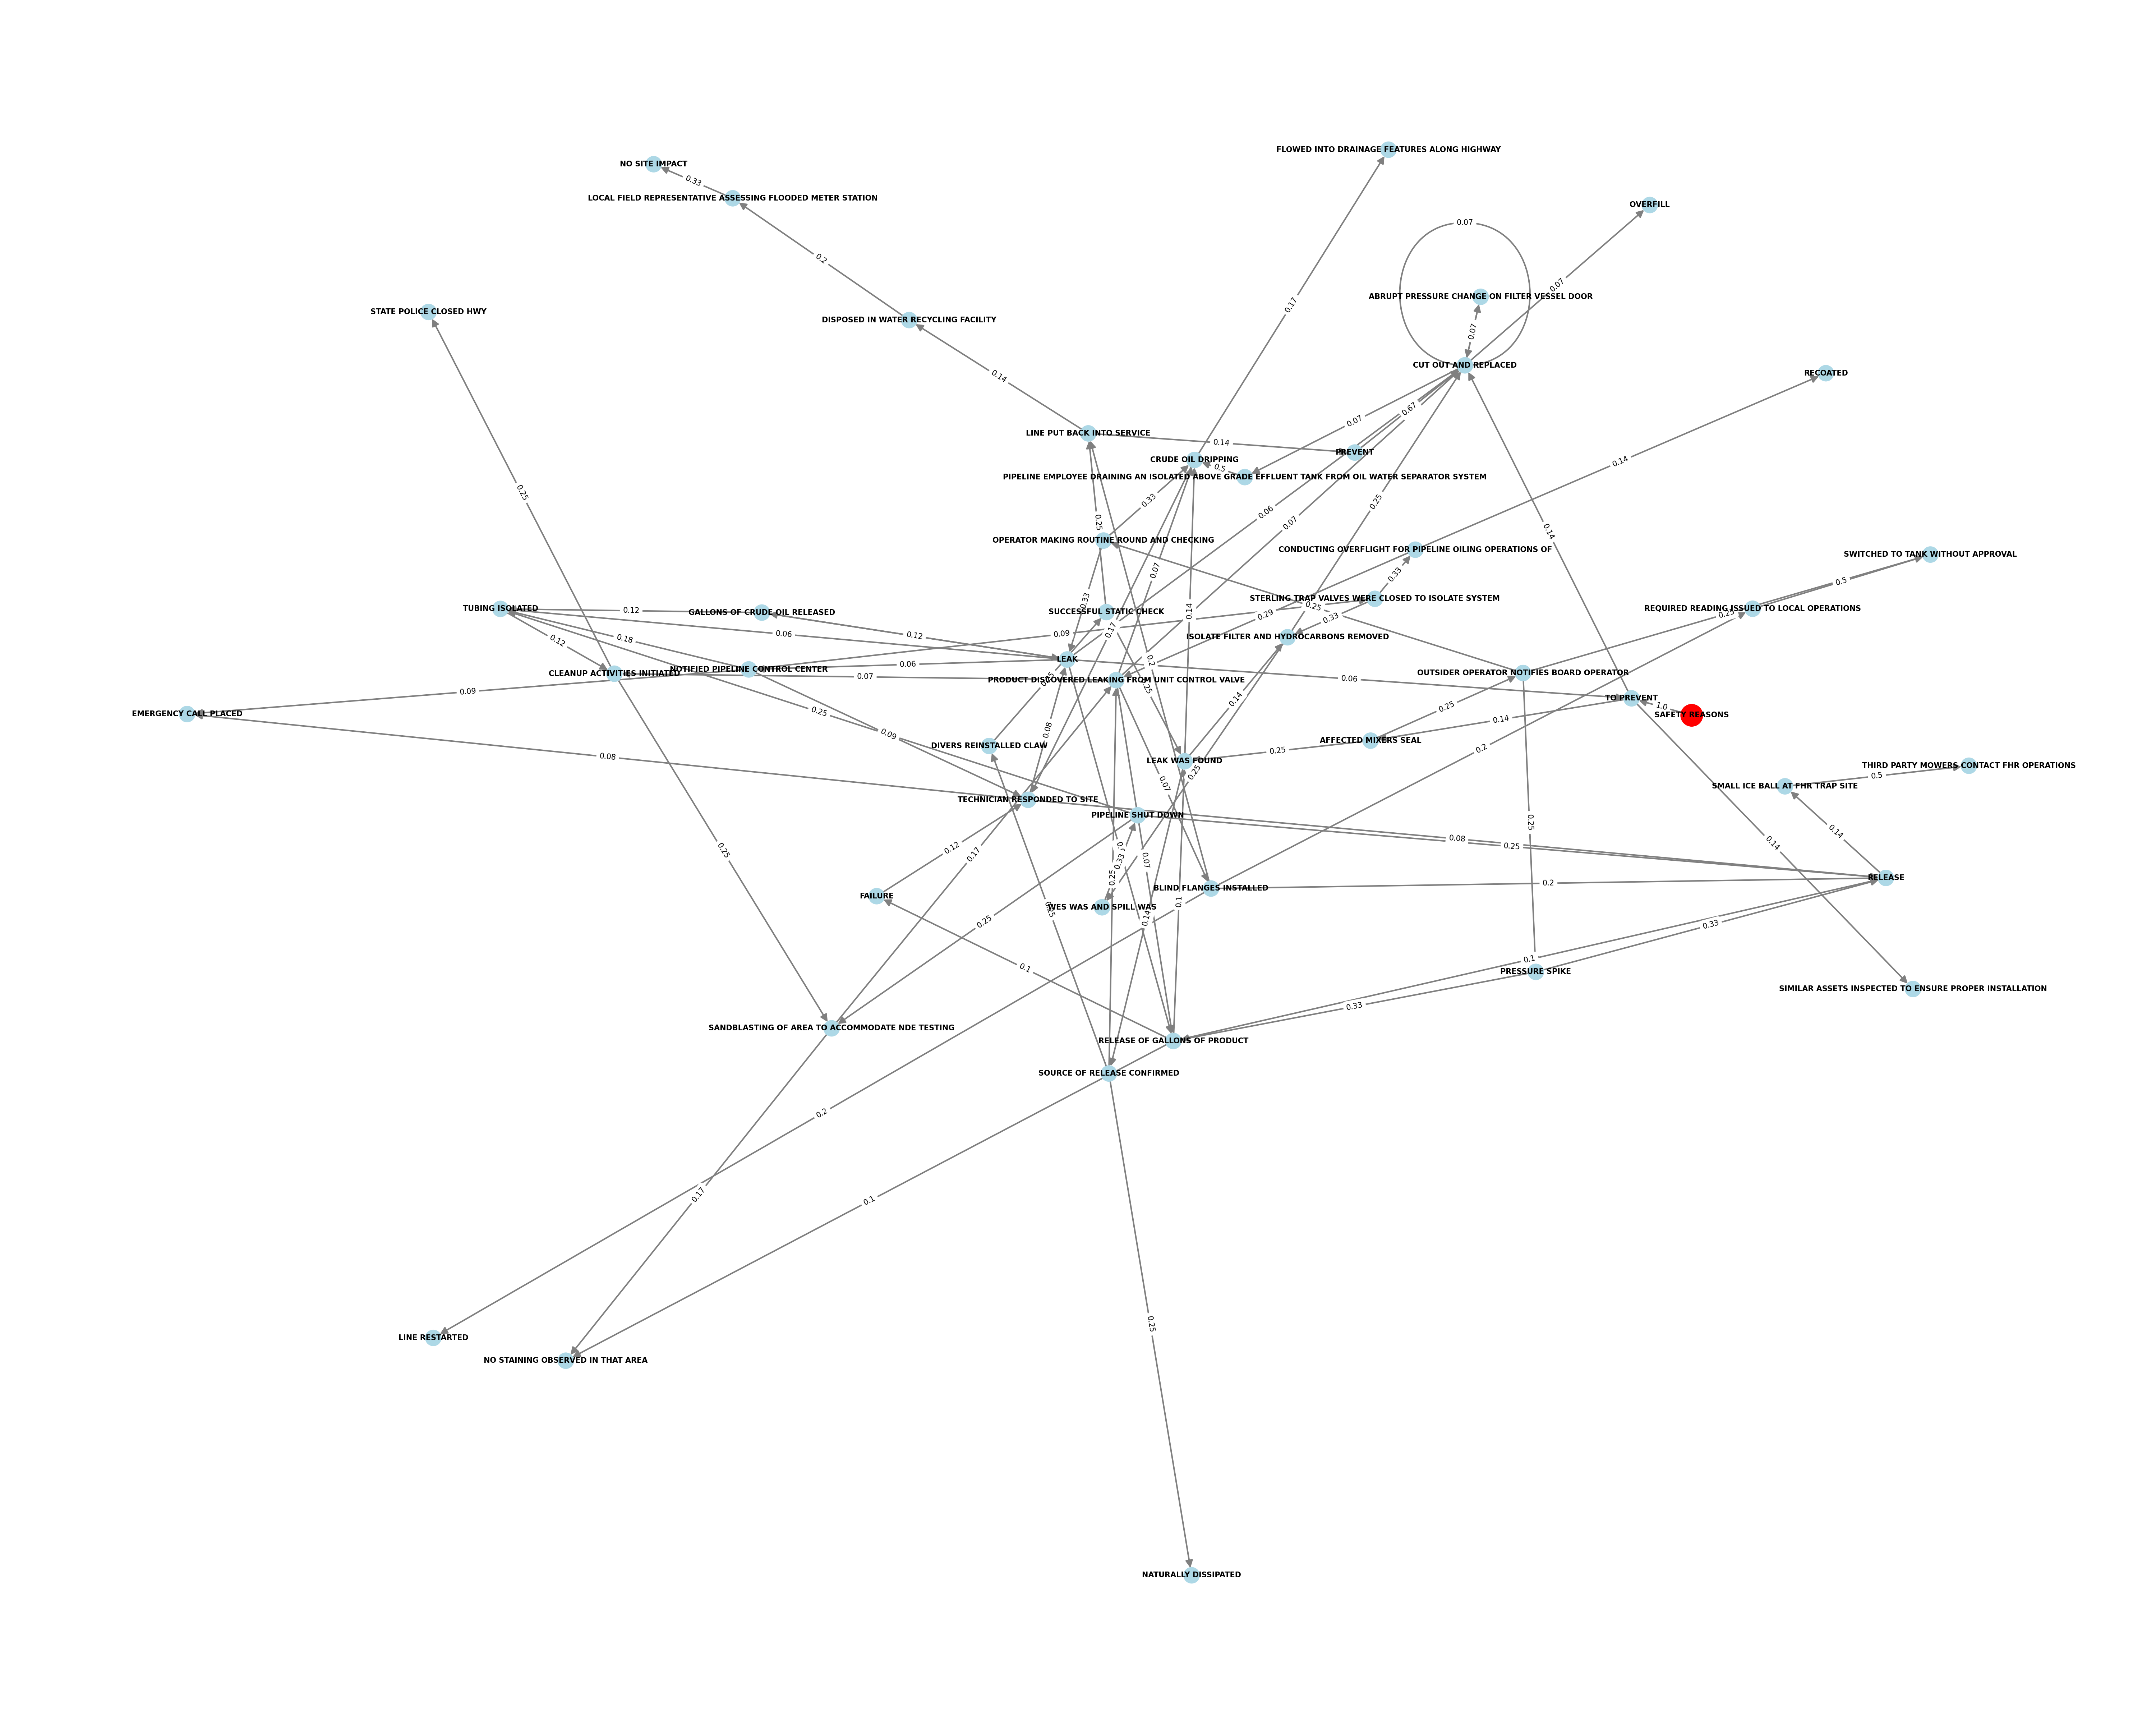 FLOWED INTO DRAINAGE FEATURES ALONG HIGHWAY
NO SITE IMPACT
0.33
LOCAL FIELD REPRESENTATIVE ASSESSING FLOODED METER STATION
OVERFILL
0.07
0.2
0.07
ABRUPT PRESSURE CHANGE ON FILTER VESSEL DOOR
0.17
STATE POLICE CLOSED HWY
DISPOSED IN WATER RECYCLING FACILITY
0.07
CUT OUT AND REPLACED
RECOATED
0.14
0.67
0.07
LINE PUT BACK INTO SERVICE
0.14
PREVENT
CRUDE OIL DRIPPING
0.14
0.5
PIPELINE EMPLOYEE DRAINING AN ISOLATED ABOVE GRADE EFFLUENT TANK FROM OIL WATER SEPARATOR SYSTEM
0.25
0.33
0.25
0.06
0.25
0.07
0.14
OPERATOR MAKING ROUTINE ROUND AND CHECKING
CONDUCTING OVERFLIGHT FOR PIPELINE OILING OPERATIONS OF
SWITCHED TO TANK WITHOUT APPROVAL
0.07
0.33
0.5
STERLING TRAP VALVES WERE CLOSED TO ISOLATE SYSTEM
0.33
0.25
TUBING ISOLATED
0.12
GALLONS OF CRUDE OIL RELEASED
SUCCESSFUL STATIC CHECK
0.14
0.29
0.33
0.25
REQUIRED READING ISSUED TO LOCAL OPERATIONS
0.12
0.18
0.06
0.12
0.09
0.17
ISOLATE FILTER AND HYDROCARBONS REMOVED
LEAK
0.06
0.2
NOTIFIED PIPELINE CONTROL CENTER
CLEANUP ACTIVITIES INITIATED
0.07
PRODUCT DISCOVERED LEAKING FROM UNIT CONTROL VALVE
0.06
OUTSIDER OPERATOR NOTIFIES BOARD OPERATOR
0.09
0.25
0.14
TO PREVENT
1.0
EMERGENCY CALL PLACED
0.25
0.25
0.14
SAFETY REASONS
0.09
0.08
DIVERS REINSTALLED CLAW
0.25
AFFECTED MIXERS SEAL
0.2
0.08
LEAK WAS FOUND
0.25
THIRD PARTY MOWERS CONTACT FHR OPERATIONS
0.5
SMALL ICE BALL AT FHR TRAP SITE
0.07
TECHNICIAN RESPONDED TO SITE
PIPELINE SHUT DOWN
0.25
0.14
0.12
0.08
0.25
0.14
0.25
0.17
0.33
0.07
RELEASE
0.25
0.2
BLIND FLANGES INSTALLED
FAILURE
0.1
WES WAS AND SPILL WAS
0.25
0.25
0.14
0.33
0.1
0.1
PRESSURE SPIKE
SIMILAR ASSETS INSPECTED TO ENSURE PROPER INSTALLATION
0.33
SANDBLASTING OF AREA TO ACCOMMODATE NDE TESTING
RELEASE OF GALLONS OF PRODUCT
SOURCE OF RELEASE CONFIRMED
0.2
0.17
0.1
0.25
LINE RESTARTED
NO STAINING OBSERVED IN THAT AREA
NATURALLY DISSIPATED